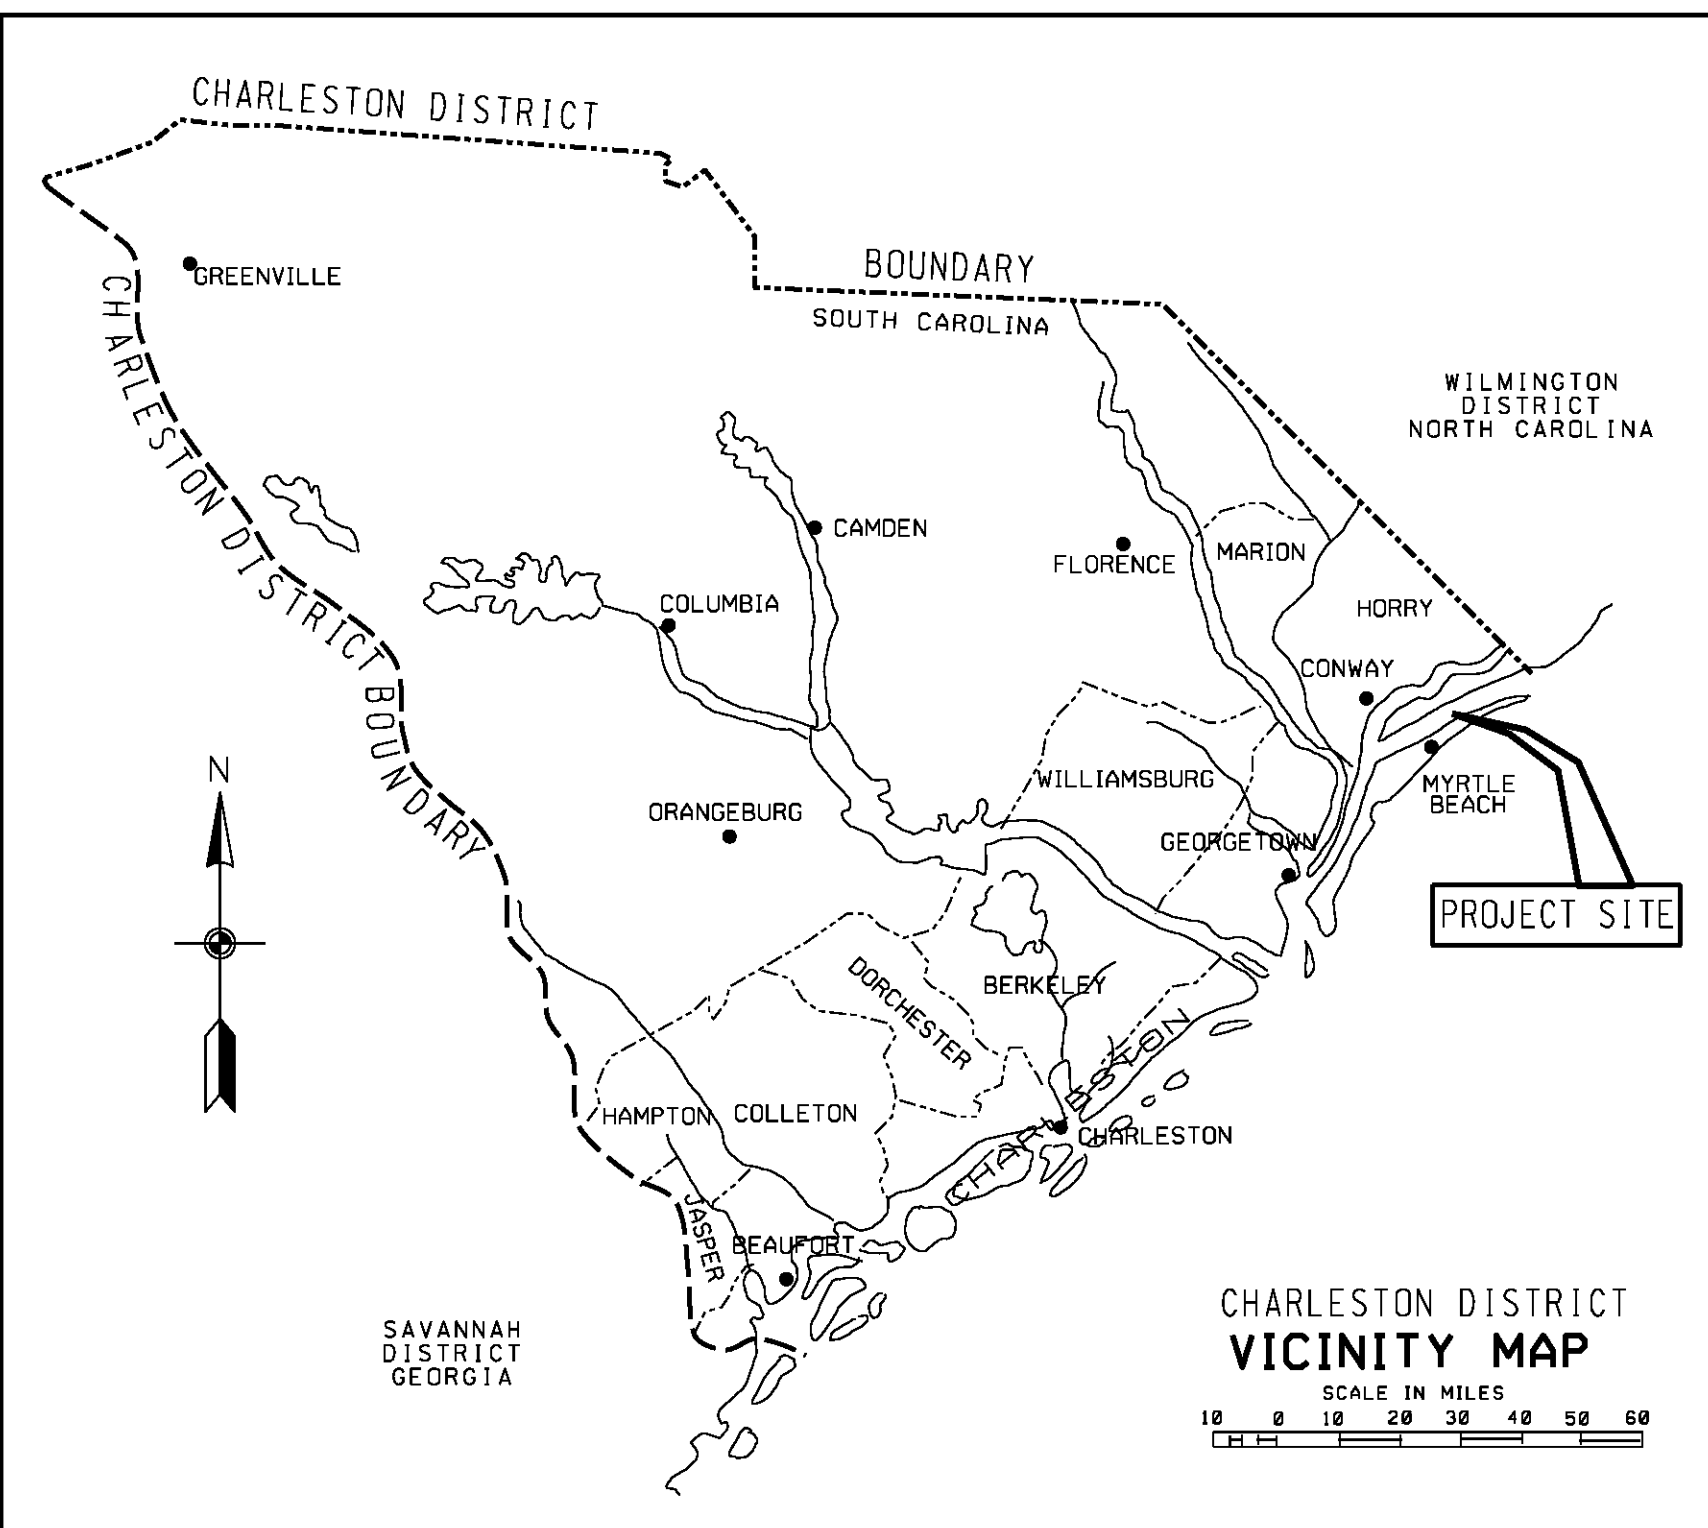 CHARLESTON DISTRICT
BOUNDARY
SOUTH CAROLINA
GREENVILLE
CHARLESTON DISTRICT BOUNDARY
WILMINGTON
DISTRICT
NORTH CAROLINA
CAMDEN
FLORENCE
MARION
COLUMBIA
HORRY
CONWAY
N
WILLIAMSBURG
MYRTLE
BEACH
ORANGEBURG
GEORGETOWN
PROJECT SITE
DORCHESTER
BERKELEY
CHARLESTON
HAMPTON
COLLETON
CHARLESTON
JASPER
BEAUFORT
SAVANNAH
DISTRICT
GEORGIA
CHARLESTON DISTRICT
VICINITY MAP
SCALE IN MILES
10 0 10 20 30 40 50 60